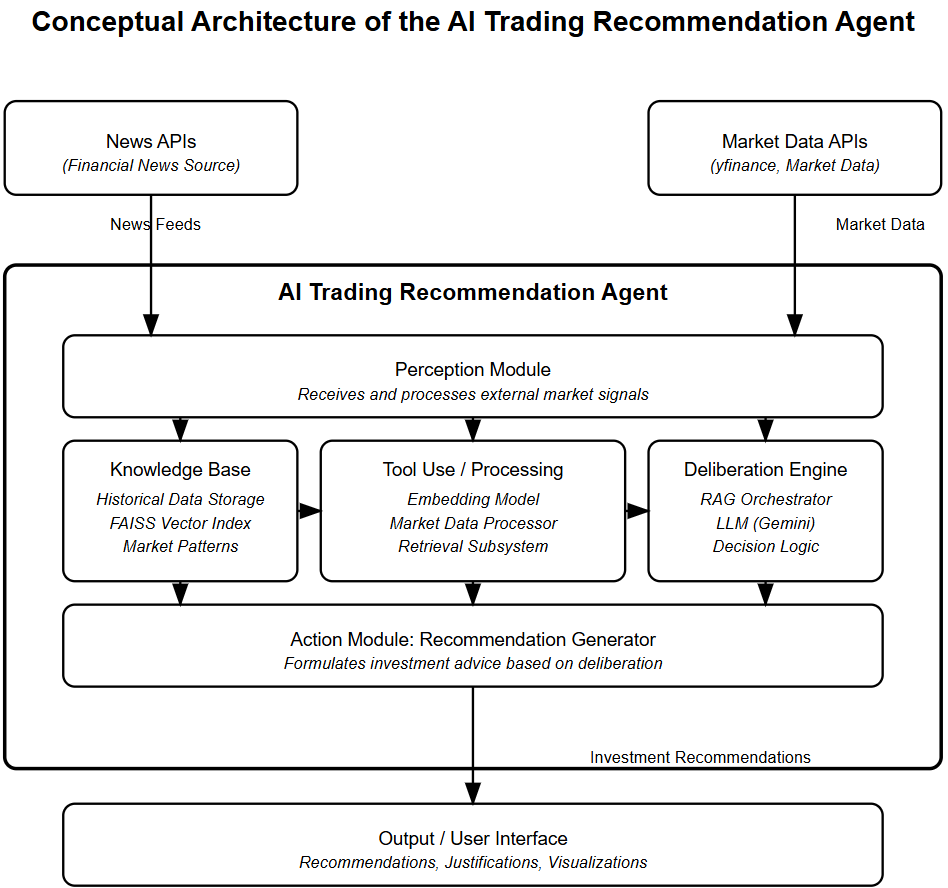 Conceptual Architecture of the AI Trading Recommendation Agent
News APIs
(Financial News Source)
Market Data APIs
(yfinance, Market Data)
News Feeds
Market Data
AI Trading Recommendation Agent
Perception Module
Receives and processes external market signals
Knowledge Base
Historical Data Storage
FAISS Vector Index
Market Patterns
Tool Use / Processing
Embedding Model
Market Data Processor
Retrieval Subsystem
Deliberation Engine
RAG Orchestrator
LLM (Gemini)
Decision Logic
Action Module: Recommendation Generator
Formulates investment advice based on deliberation
Investment Recommendations
Output / User Interface
Recommendations, Justifications, Visualizations